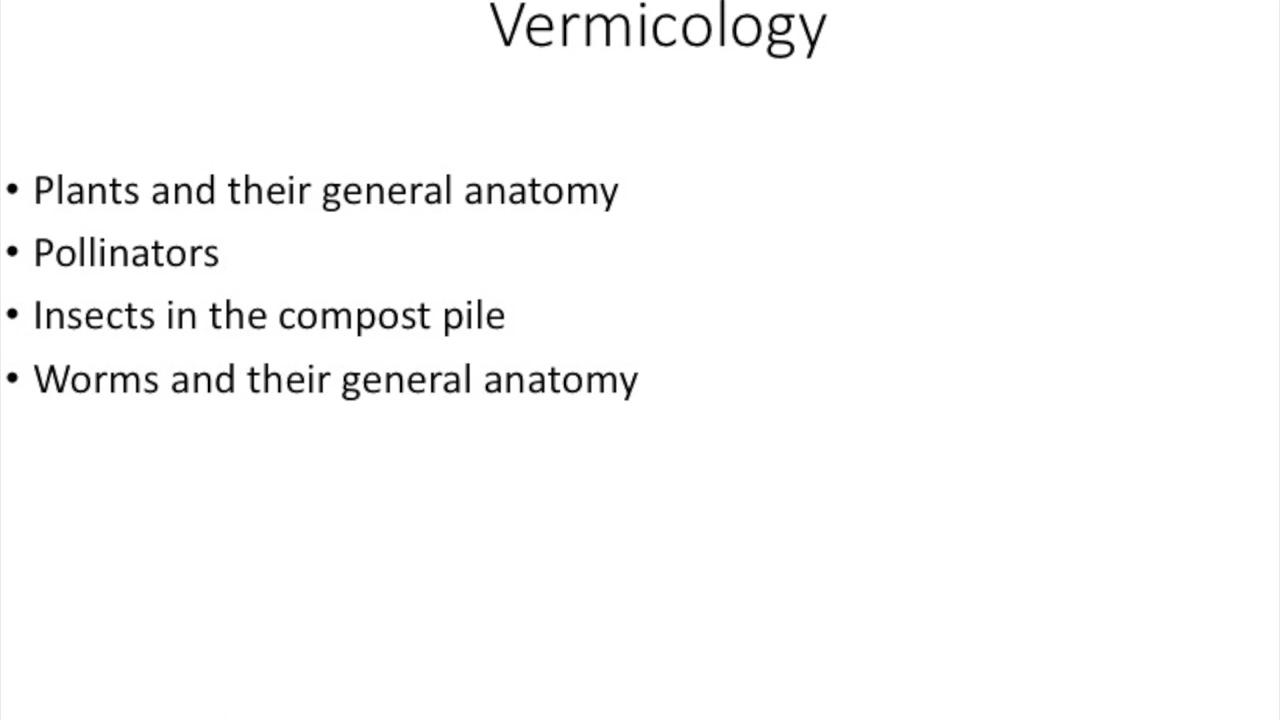 Vermicology
• Plants and their general anatomy
• Pollinators
• Insects in the compost pile
• Worms and their general anatomy